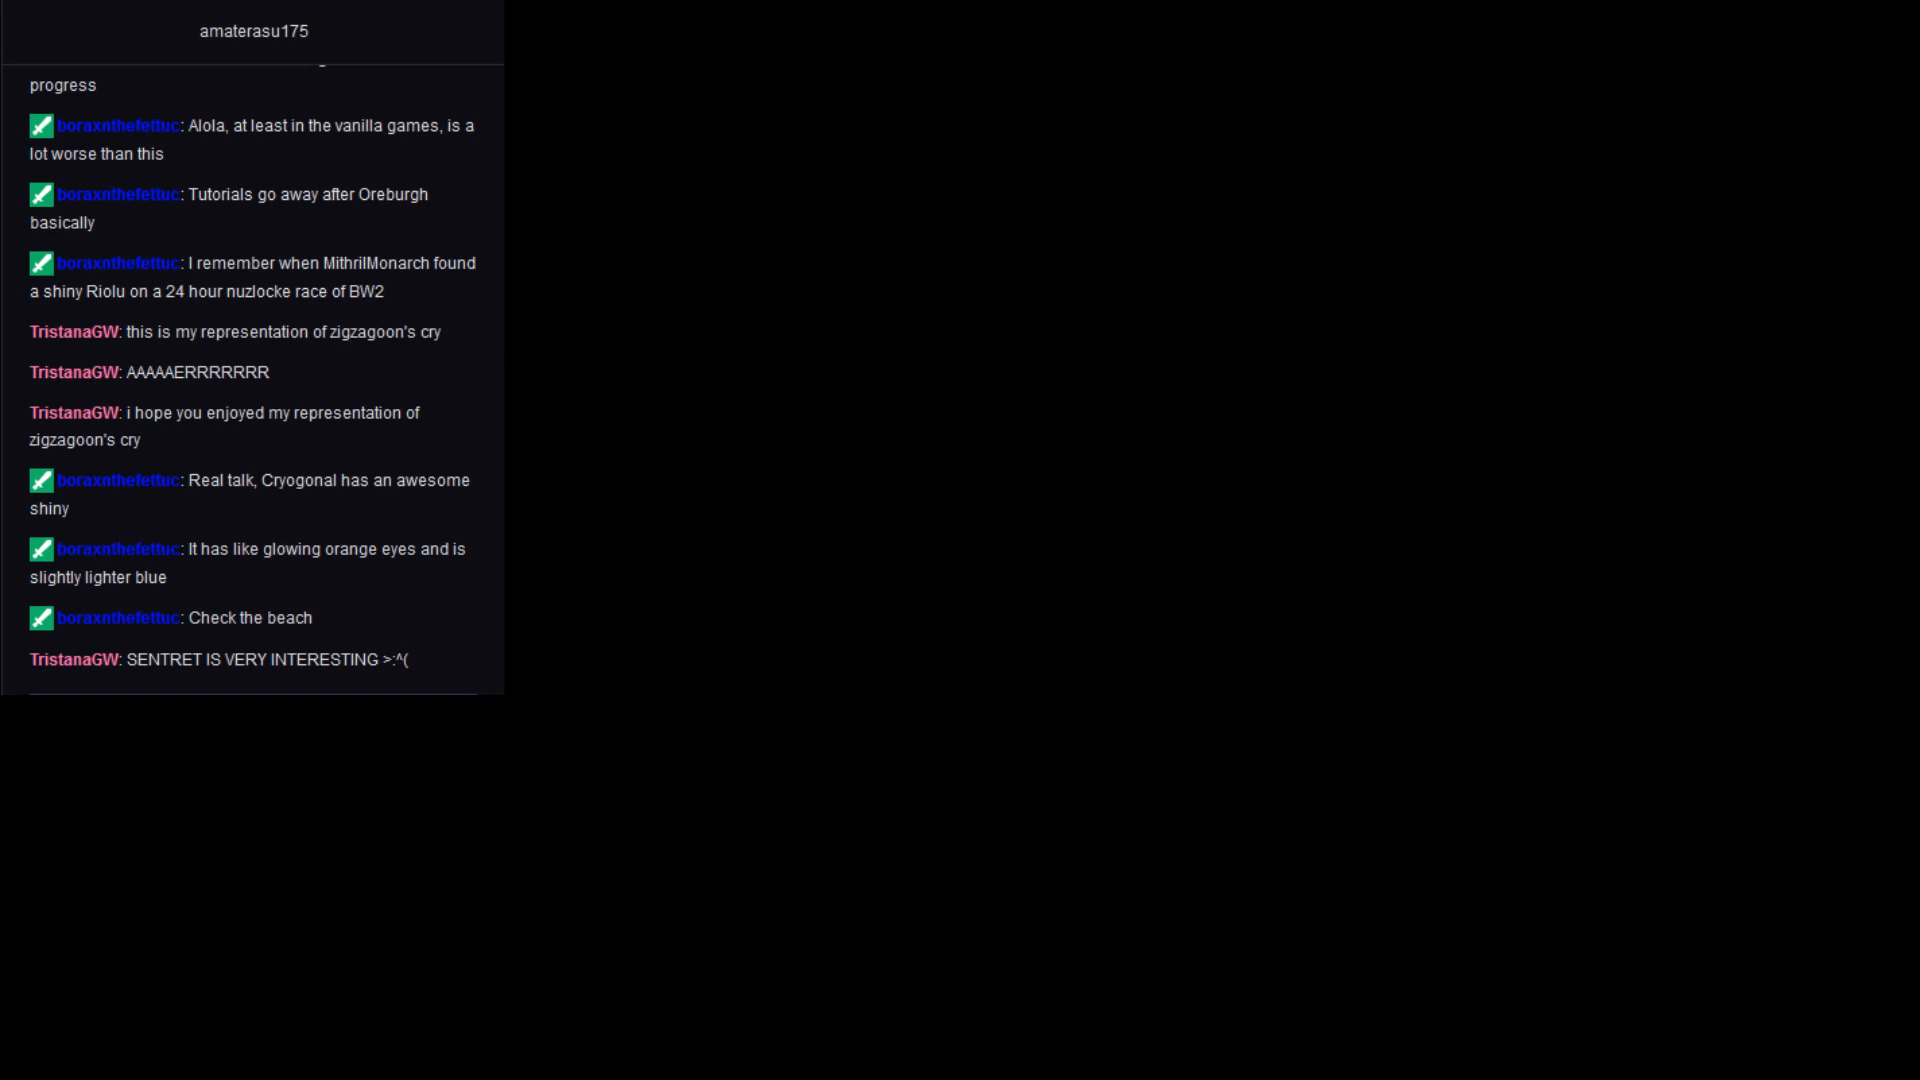 amaterasu175
progress
boraxnthefettuc: Alola, at least in the vanilla games, is a
lot worse than this
boraxnthefettuc: Tutorials go away after Oreburgh
basically
boraxnthefettuc: I remember when MithrilMonarch found
a shiny Riolu on a 24 hour nuzlocke race of BW2
TristanaGW: this is my representation of zigzagoon's cry
TristanaGW: AAAAAERRRRRRR
TristanaGW: i hope you enjoyed my representation of
zigzagoon's cry
boraxnthefettuc: Real talk, Cryogonal has an awesome
shiny
boraxnthefettuc: It has like glowing orange eyes and is
slightly lighter blue
boraxnthefettuc: Check the beach
TristanaGW: SENTRET IS VERY INTERESTING >:^(